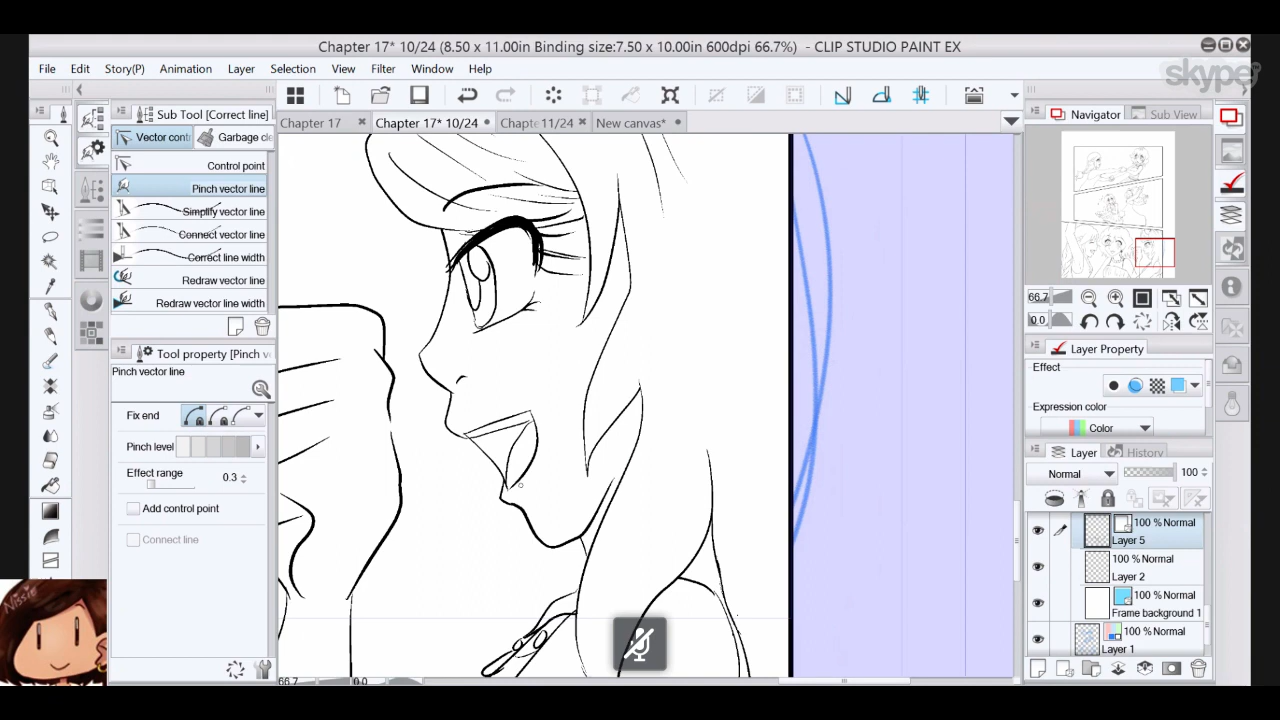 Chapter 17* 10/24 (8.50 x 11.00in Binding size:7.50 x 10.00in 600dpi 66.7%) - CLIP STUDIO PAINT EX
File Edit Story(P) Animation Layer Selection View Filter Window Help
skype
Sub Tool [Correct line]
Chapter 17 Chapter 17* 10/24 Chapte 11/24 New canvas*
Navigator Sub View
Vector cont Garbage cle
Control point
Pinch vector line
Simplify vector line
Connect vector line
Correct line width
Redraw vector line
Redraw vector line width
66.7
0.0
Tool property [Pinch ve
Layer Property
Pinch vector line
Effect
Fix end
Expression color
Color
Pinch level
Layer History
Effect range 0.3
Normal 100
Add control point
Connect line
100 % Normal
Layer 5
100 % Normal
Layer 2
100 % Normal
Frame background 1
100 % Normal
Layer 1
Nissie
66.7 0.0